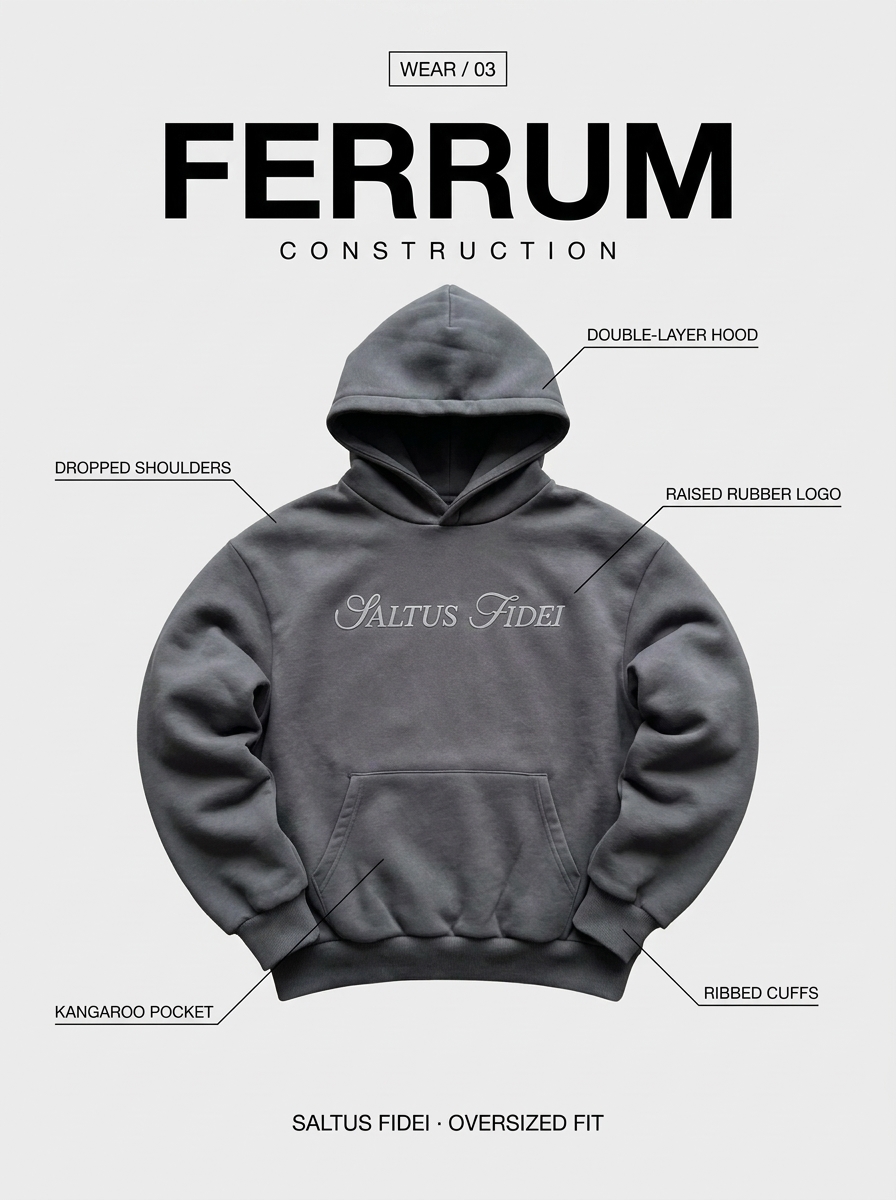 WEAR / 03
FERRUM
CONSTRUCTION
DOUBLE-LAYER HOOD
DROPPED SHOULDERS
RAISED RUBBER LOGO
SALTUS FIDEI
KANGAROO POCKET
RIBBED CUFFS
SALTUS FIDEI · OVERSIZED FIT